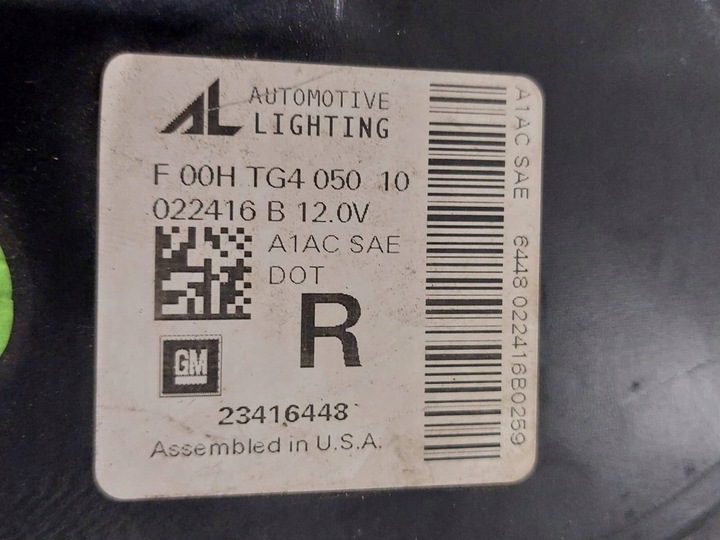 AL AUTOMOTIVE
LIGHTING
F 00H TG4 050 10
022416 B 12.0V
A1AC SAE
DOT
R
GM
23416448
Assembled in U.S.A.
A1AC SAE 6448 022416B0259